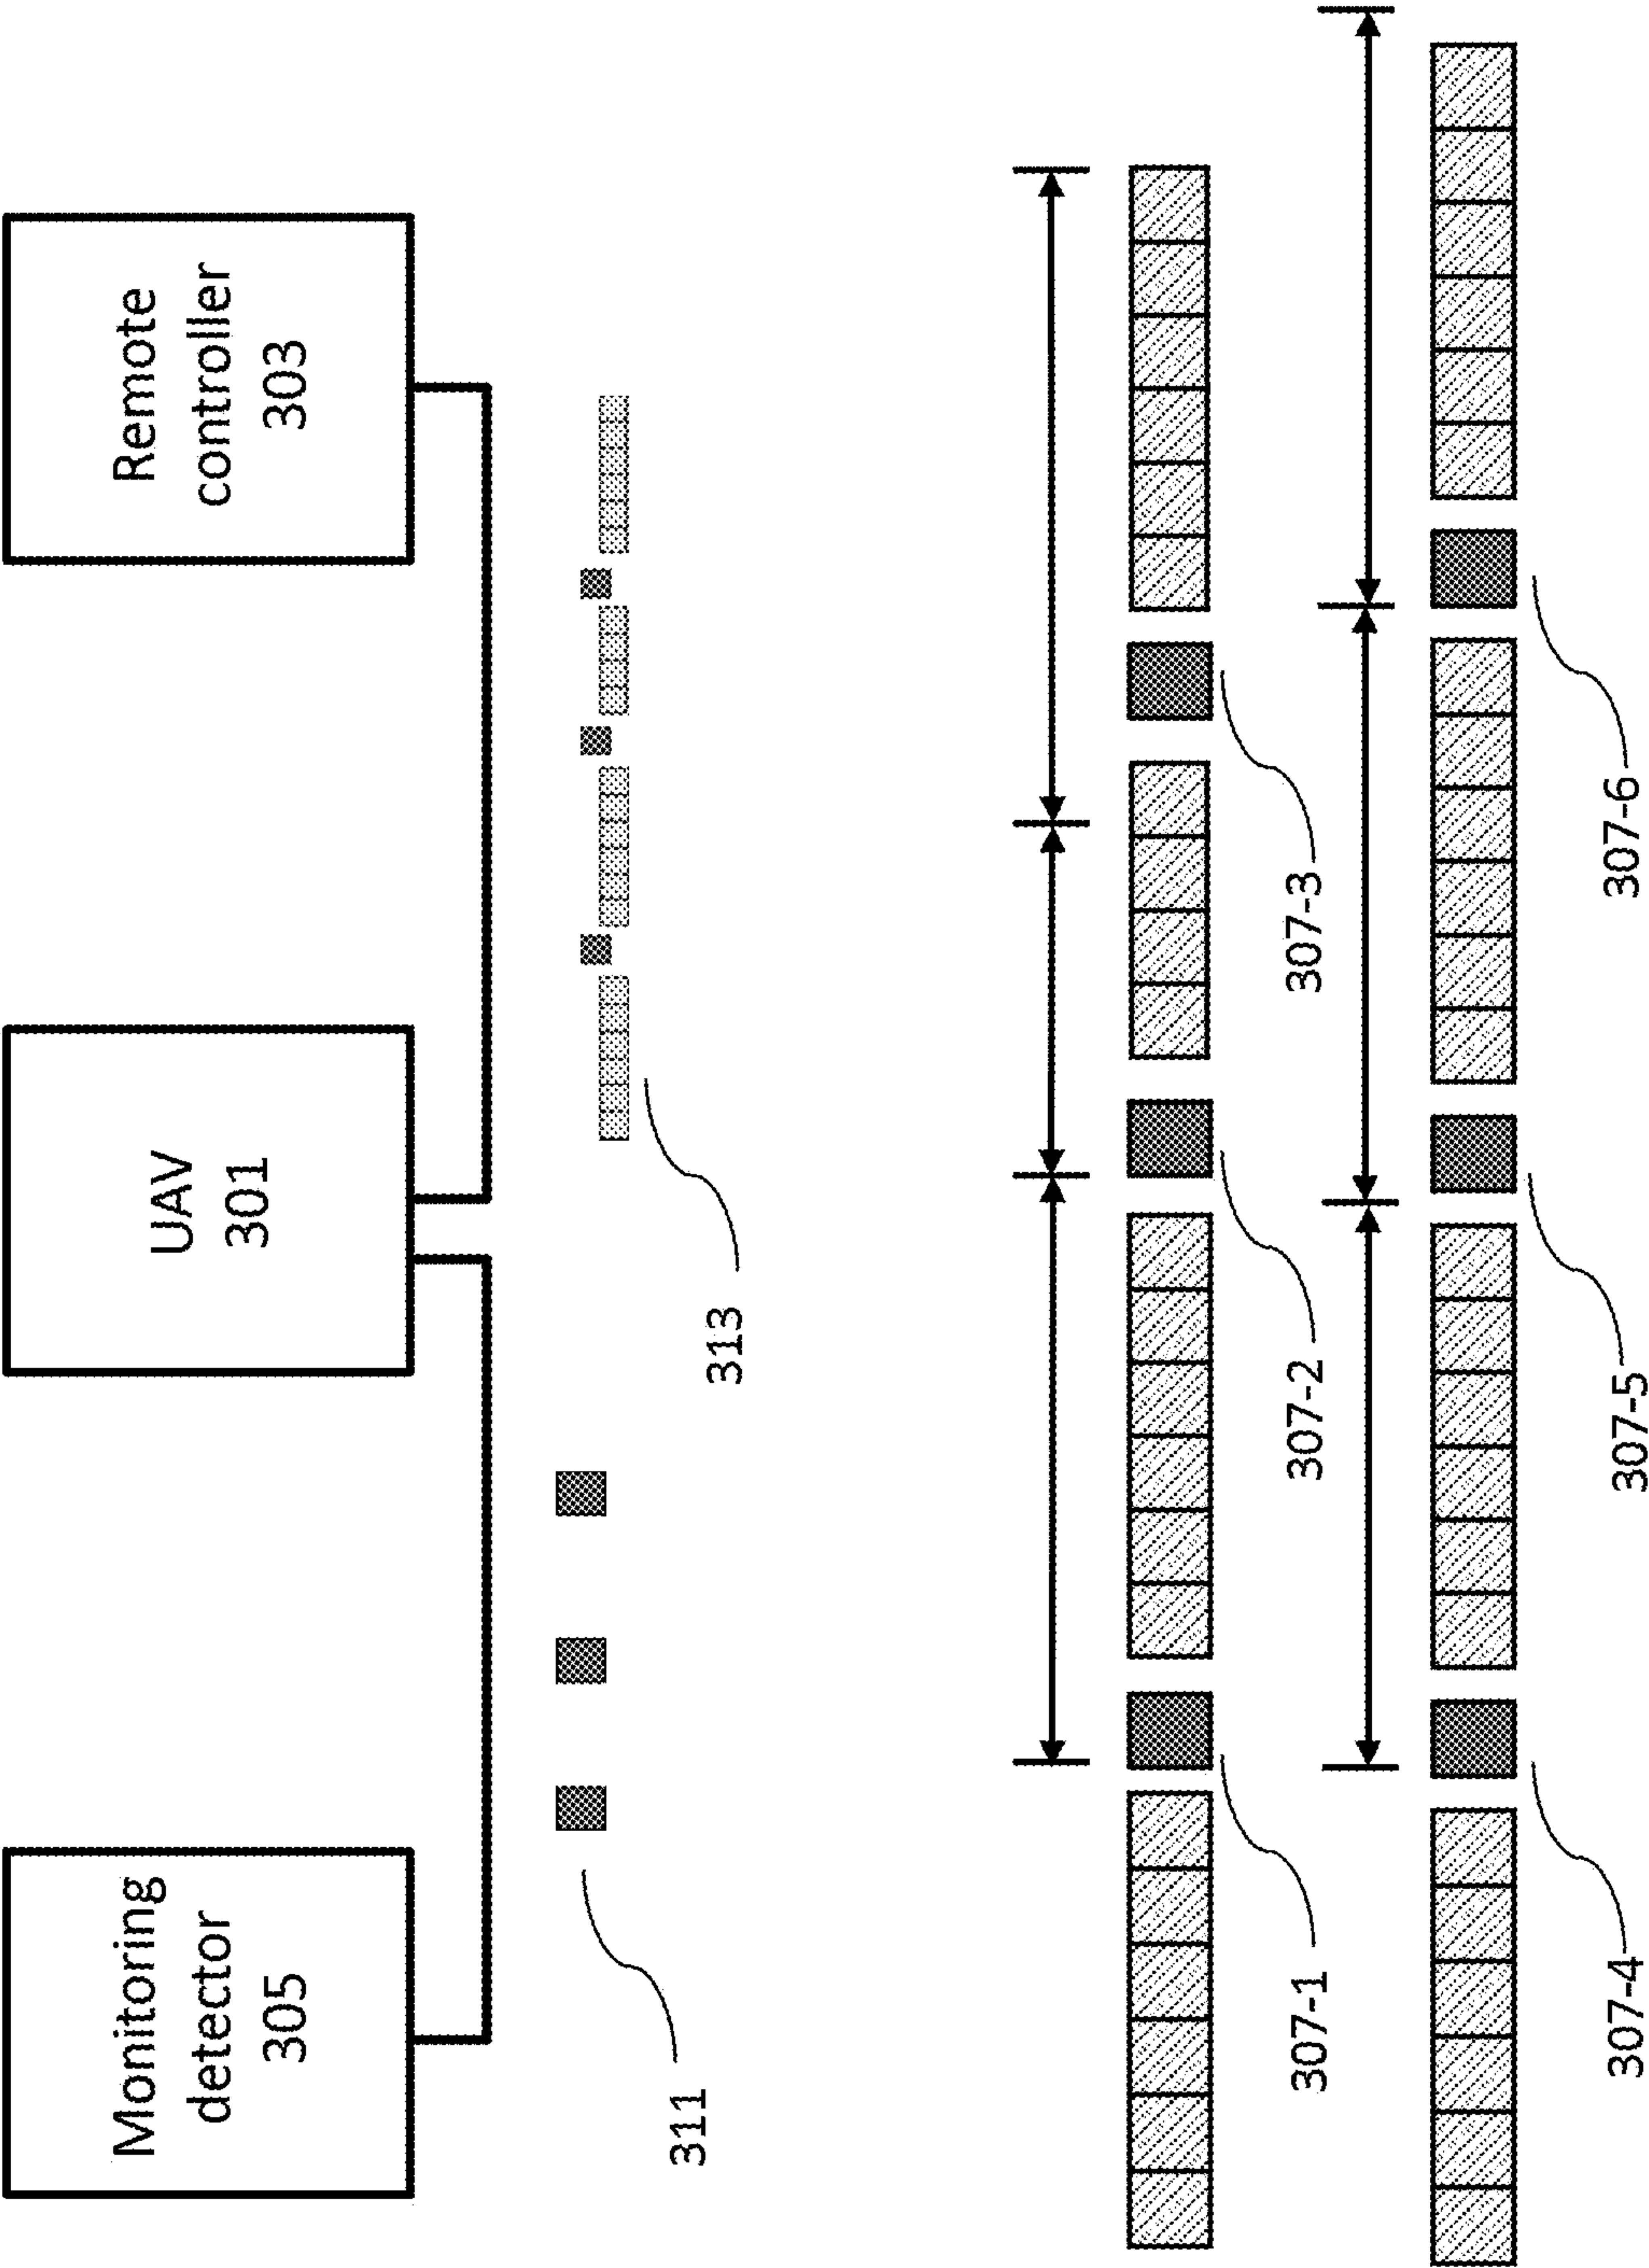 Monitoring
detector
305
UAV
301
Remote
controller
303
311
313
307-1
307-2
307-3
307-4
307-5
307-6